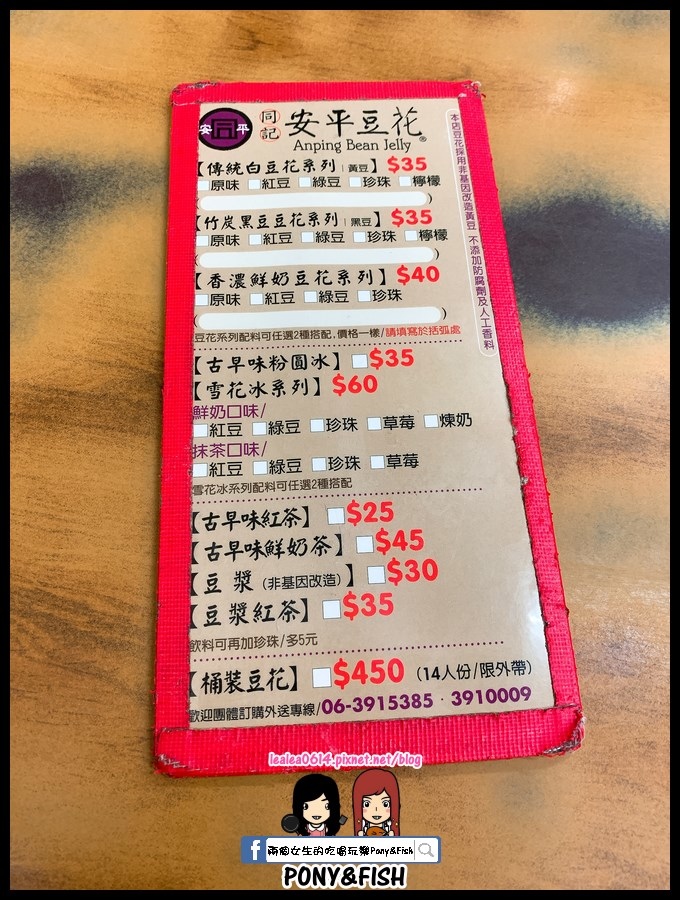 安同平 同記 安平豆花®
Anping Bean Jelly
【傳統白豆花系列|黃豆】$35
□原味 □紅豆 □綠豆 □珍珠 □檸檬
( )
【竹炭黑豆豆花系列|黑豆】$35
□原味 □紅豆 □綠豆 □珍珠 □檸檬
( )
【香濃鮮奶豆花系列】$40
□原味 □紅豆 □綠豆 □珍珠
( )
豆花系列配料可任選2種搭配,價格一樣/請填寫於括弧處
【古早味粉圓冰】□$35
【雪花冰系列】$60
鮮奶口味/
□紅豆 □綠豆 □珍珠 □草莓 □煉奶
抹茶口味/
□紅豆 □綠豆 □珍珠 □草莓
雪花冰系列配料可任選2種搭配
【古早味紅茶】□$25
【古早味鮮奶茶】□$45
【豆漿(非基因改造)】□$30
【豆漿紅茶】□$35
飲料可再加珍珠/多5元
【桶裝豆花】□$450(14人份/限外帶)
歡迎團體訂購外送專線/06-3915385·3910009
本店豆花採用非基因改造黃豆 不添加防腐劑及人工香料
lealea0614.pixnet.net/blog
f 兩個女生的吃喝玩樂Pony&Fish
PONY&FISH